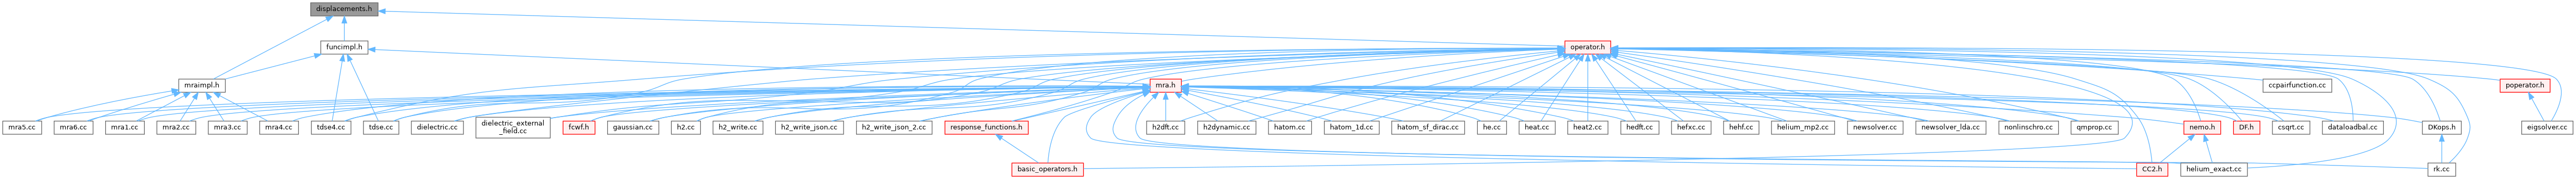 displacements.h
funcimpl.h
operator.h
mraimpl.h
mra.h
ccpairfunction.cc
poperator.h
mra5.cc
mra6.cc
mra1.cc
mra2.cc
mra3.cc
mra4.cc
tdse4.cc
tdse.cc
dielectric.cc
dielectric_external
_field.cc
fcwf.h
gaussian.cc
h2.cc
h2_write.cc
h2_write_json.cc
h2_write_json_2.cc
response_functions.h
h2dft.cc
h2dynamic.cc
hatom.cc
hatom_1d.cc
hatom_sf_dirac.cc
he.cc
heat.cc
heat2.cc
hedft.cc
hefxc.cc
hehf.cc
helium_mp2.cc
newsolver.cc
newsolver_lda.cc
nonlinschro.cc
qmprop.cc
nemo.h
DF.h
csqrt.cc
dataloadbal.cc
DKops.h
eigsolver.cc
basic_operators.h
CC2.h
helium_exact.cc
rk.cc